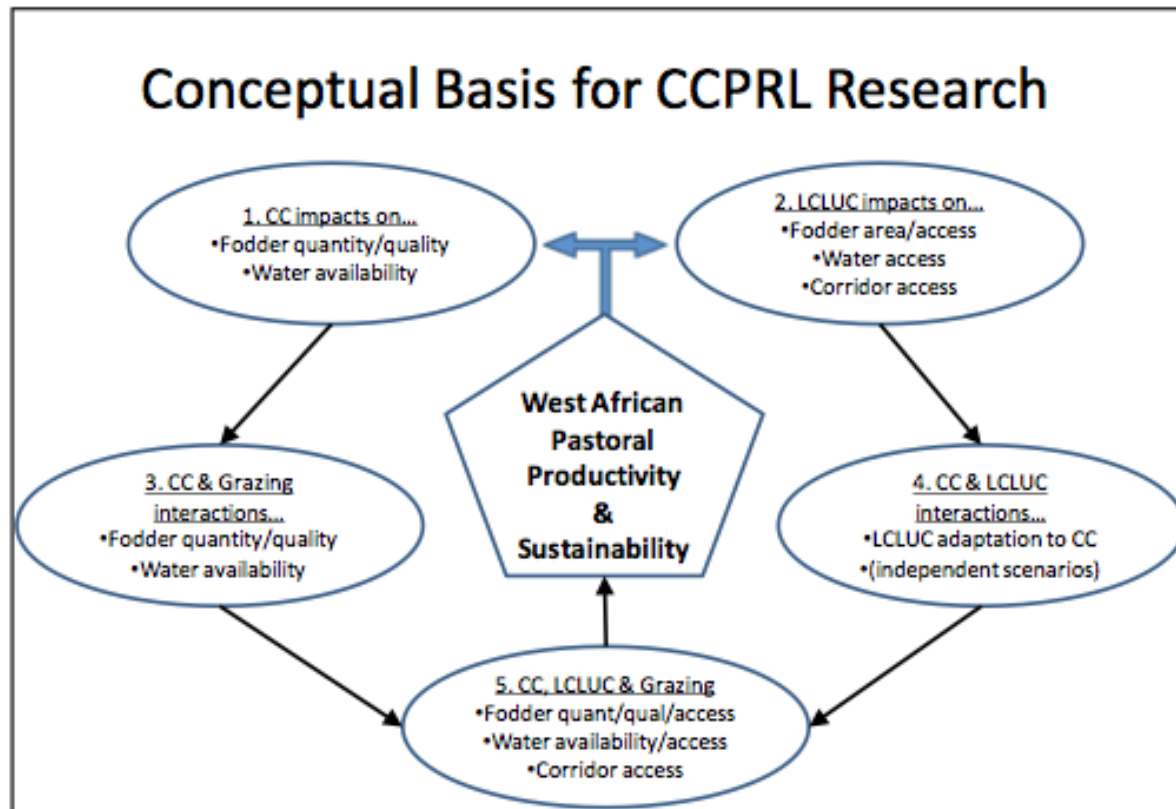 Conceptual Basis for CCPRL Research
1. CC impacts on...
•Fodder quantity/quality
•Water availability
2. LCLUC impacts on...
•Fodder area/access
•Water access
•Corridor access
West African
Pastoral
Productivity
&
Sustainability
3. CC & Grazing
interactions...
•Fodder quantity/quality
•Water availability
4. CC & LCLUC
interactions...
•LCLUC adaptation to CC
•(independent scenarios)
5. CC, LCLUC & Grazing
•Fodder quant/qual/access
•Water availability/access
•Corridor access